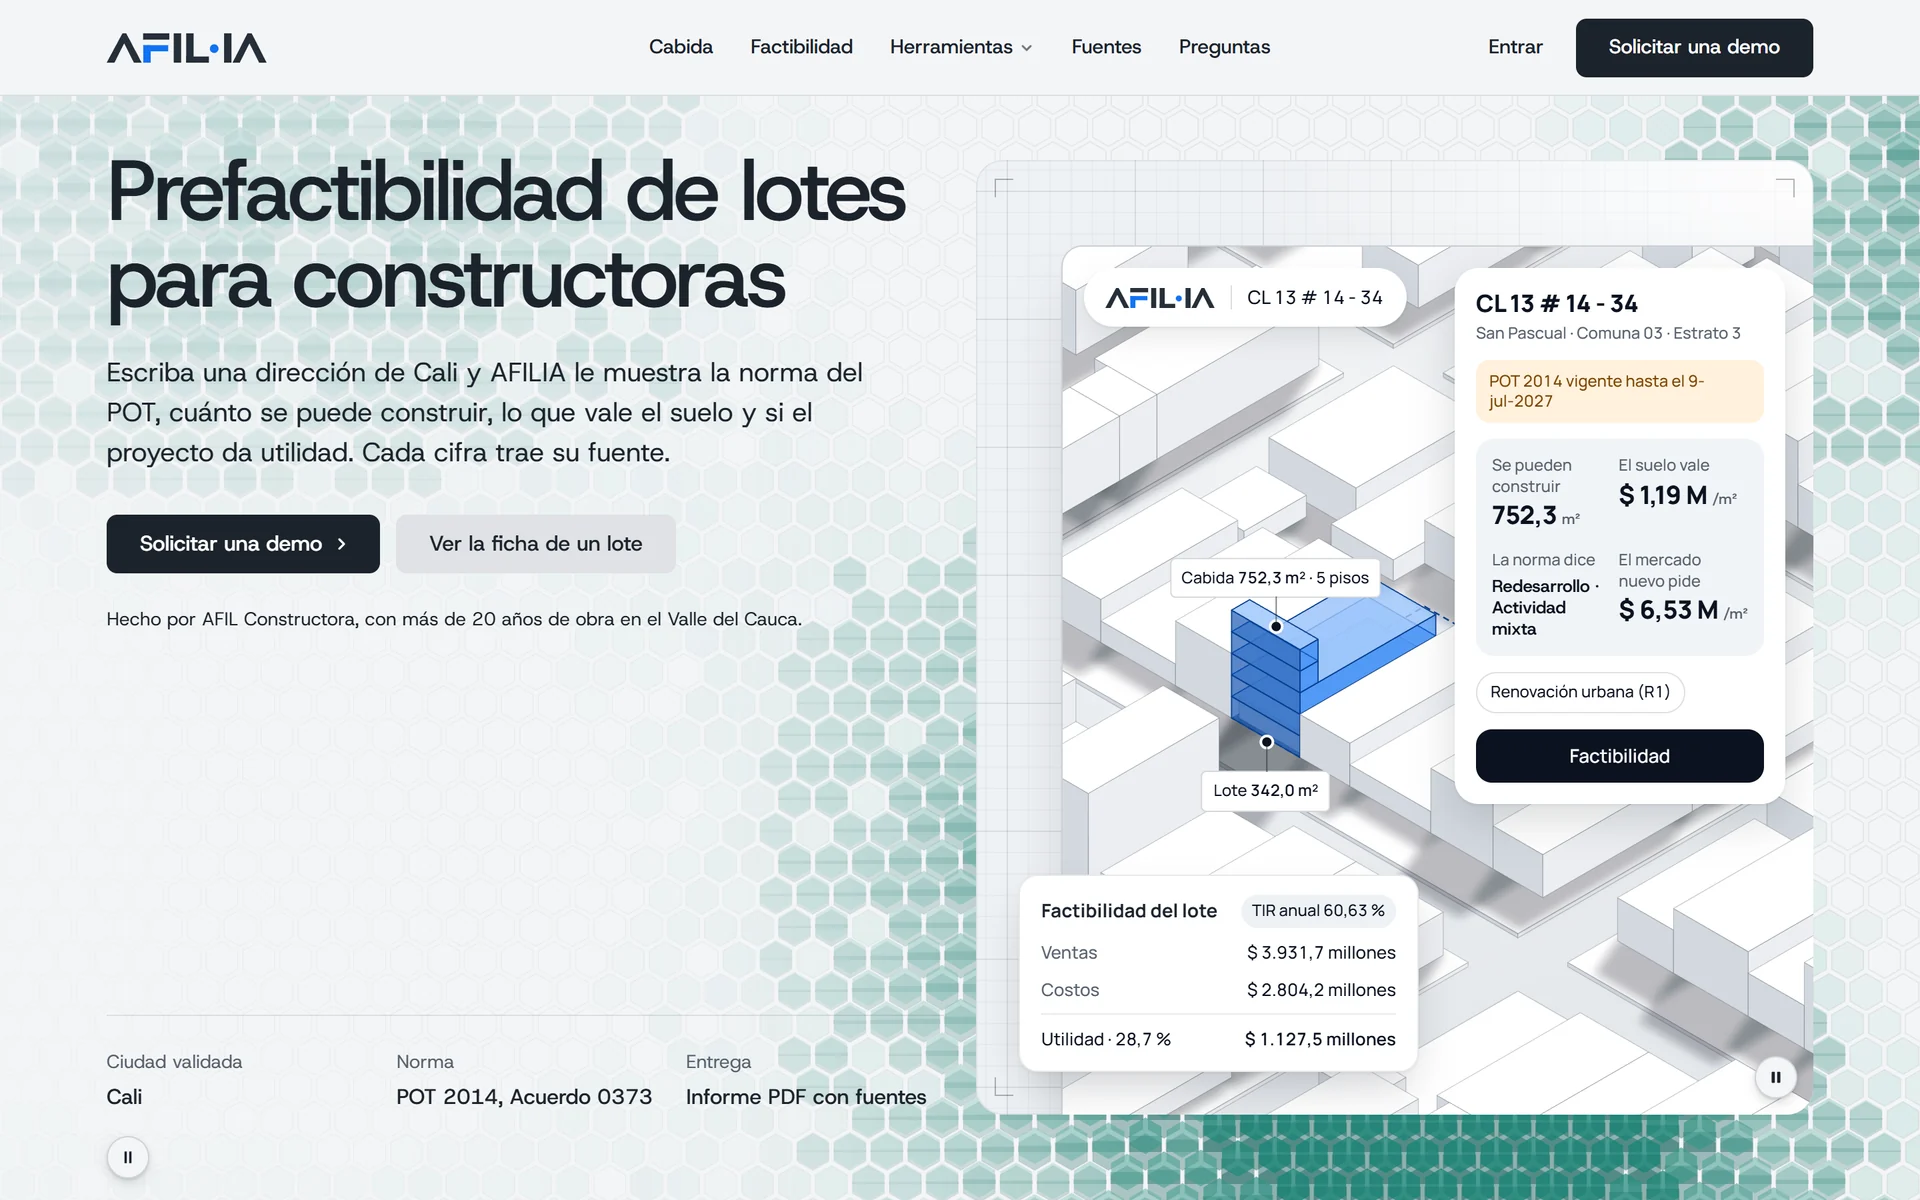 AFIL·IA
Cabida
Factibilidad
Herramientas
Fuentes
Preguntas
Entrar
Solicitar una demo
Prefactibilidad de lotes
para constructoras
Escriba una dirección de Cali y AFILIA le muestra la norma del
POT, cuánto se puede construir, lo que vale el suelo y si el
proyecto da utilidad. Cada cifra trae su fuente.
Solicitar una demo
Ver la ficha de un lote
Hecho por AFIL Constructora, con más de 20 años de obra en el Valle del Cauca.
Ciudad validada
Cali
Norma
POT 2014, Acuerdo 0373
Entrega
Informe PDF con fuentes
AFIL·IA CL 13 # 14 - 34
CL 13 # 14 - 34
San Pascual · Comuna 03 · Estrato 3
POT 2014 vigente hasta el 9-
jul-2027
Se pueden
construir
752,3 m²
El suelo vale
$ 1,19 M /m²
La norma dice
Redesarrollo ·
Actividad
mixta
El mercado
nuevo pide
$ 6,53 M /m²
Renovación urbana (R1)
Factibilidad
Cabida 752,3 m² · 5 pisos
Lote 342,0 m²
Factibilidad del lote TIR anual 60,63 %
Ventas $ 3.931,7 millones
Costos $ 2.804,2 millones
Utilidad · 28,7 % $ 1.127,5 millones